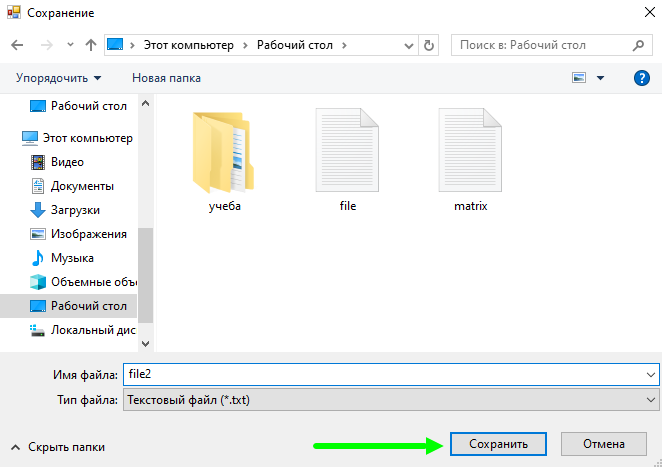 Сохранение
Этот компьютер
Рабочий стол
Поиск в: Рабочий стол
Упорядочить
Новая папка
?
Рабочий стол
Этот компьютер
Видео
Документы
Загрузки
Изображения
Музыка
Объемные объе
Рабочий стол
Локальный дис
учеба
file
matrix
Имя файла: file2
Тип файла: Текстовый файл (*.txt)
Скрыть папки
Сохранить
Отмена